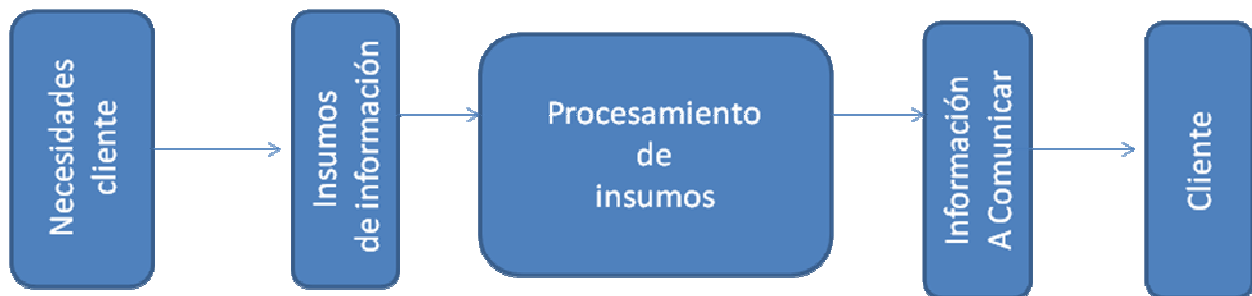 Necesidades
cliente
Insumos
de información
Procesamiento
de
insumos
Información
A Comunicar
Cliente